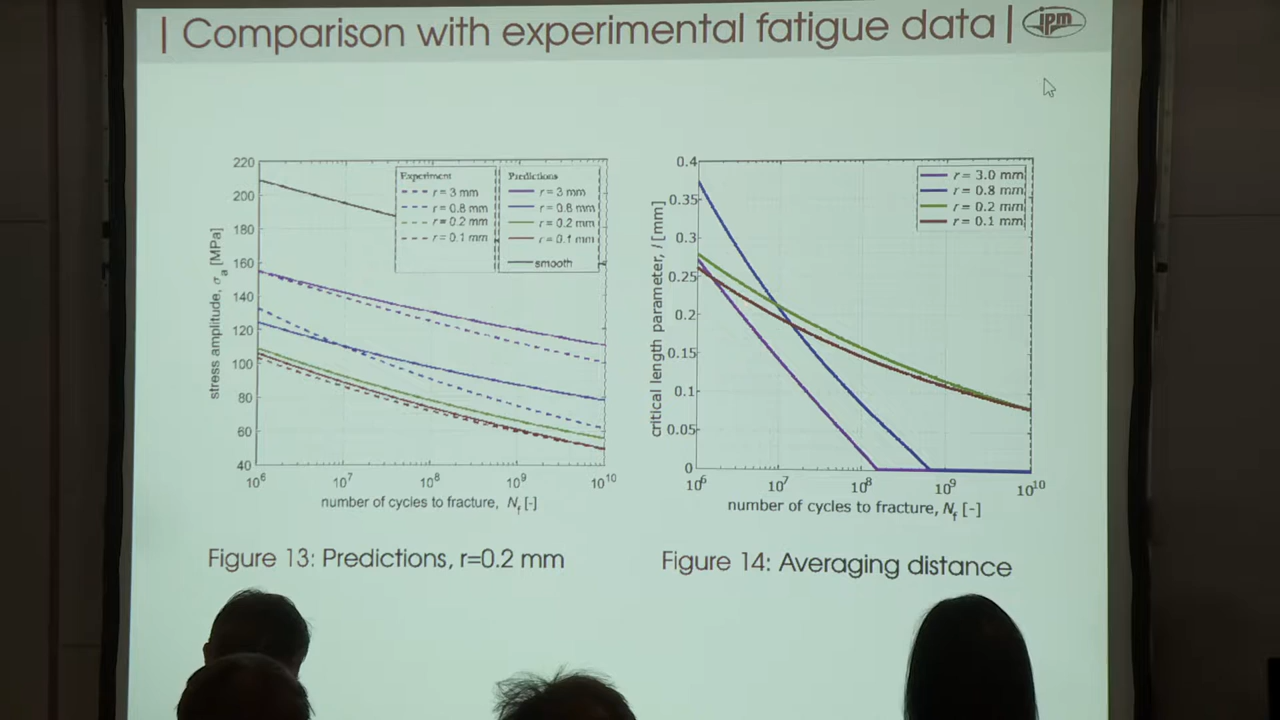 | Comparison with experimental fatigue data |
ipm
220
200
180
160
140
120
100
80
60
40
stress amplitude, σa [MPa]
Experiment
r = 3 mm
r = 0.8 mm
r = 0.2 mm
r = 0.1 mm
Predictions
r = 3 mm
r = 0.8 mm
r = 0.2 mm
r = 0.1 mm
smooth
10^6 10^7 10^8 10^9 10^10
number of cycles to fracture, Nf [-]
Figure 13: Predictions, r=0.2 mm
0.4
0.35
0.3
0.25
0.2
0.15
0.1
0.05
0
critical length parameter, l [mm]
r = 3.0 mm
r = 0.8 mm
r = 0.2 mm
r = 0.1 mm
10^6 10^7 10^8 10^9 10^10
number of cycles to fracture, Nf [-]
Figure 14: Averaging distance